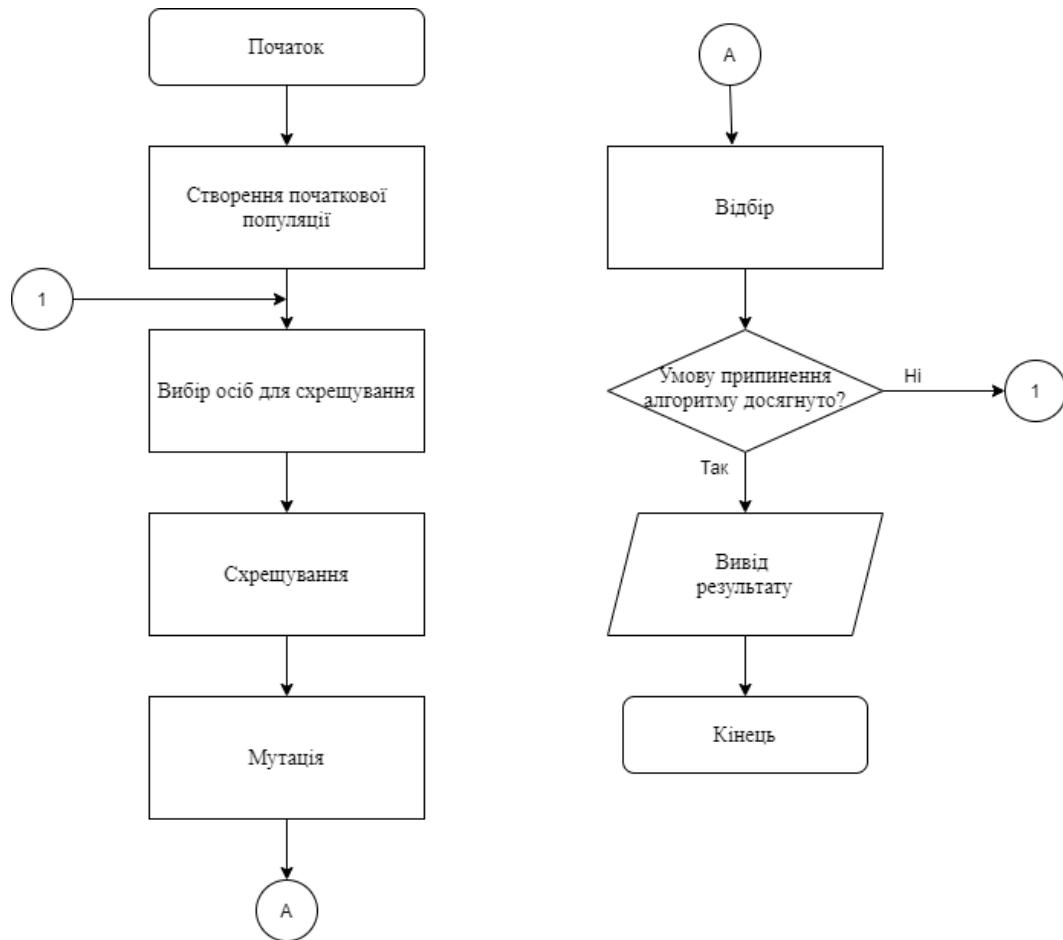 Початок
Створення початкової
популяції
1
Вибір осіб для схрещування
Схрещування
Мутація
A
A
Відбір
Умову припинення
алгоритму досягнуто?
Ні
1
Так
Вивід
результату
Кінець